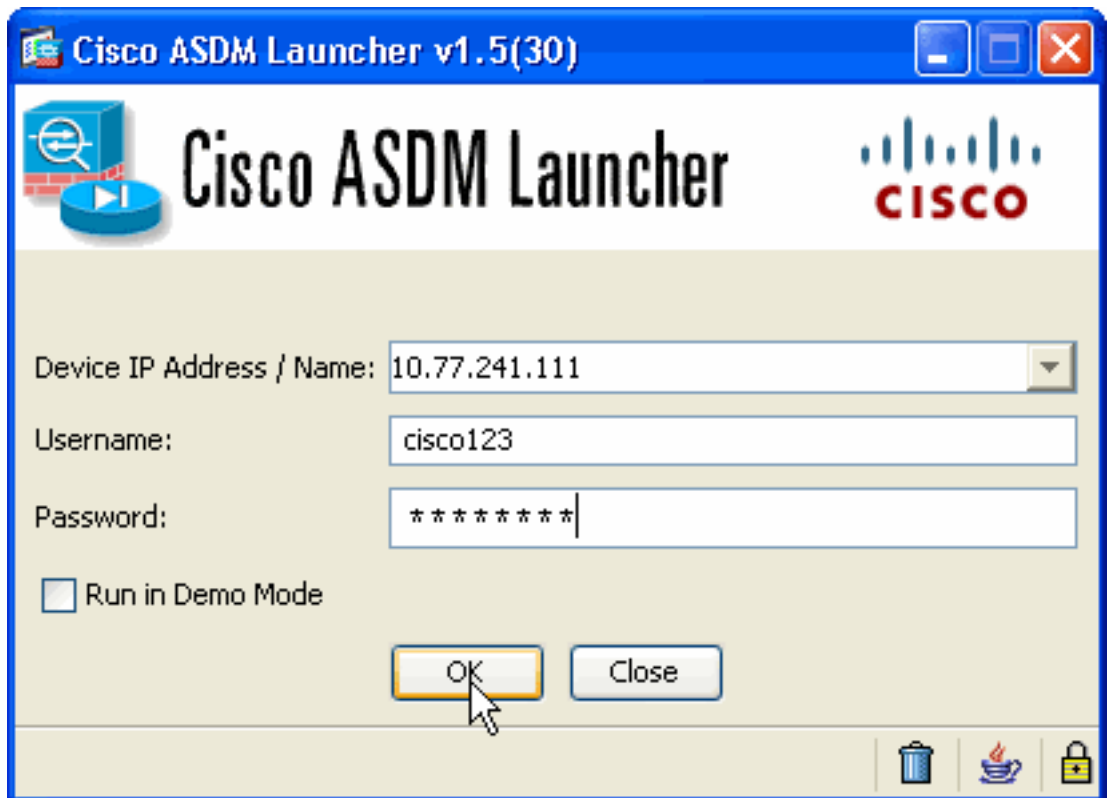 Cisco ASDM Launcher v1.5(30)
Cisco ASDM Launcher
CISCO
Device IP Address / Name: 10.77.241.111
Username: cisco123
Password: ********
Run in Demo Mode
OK Close